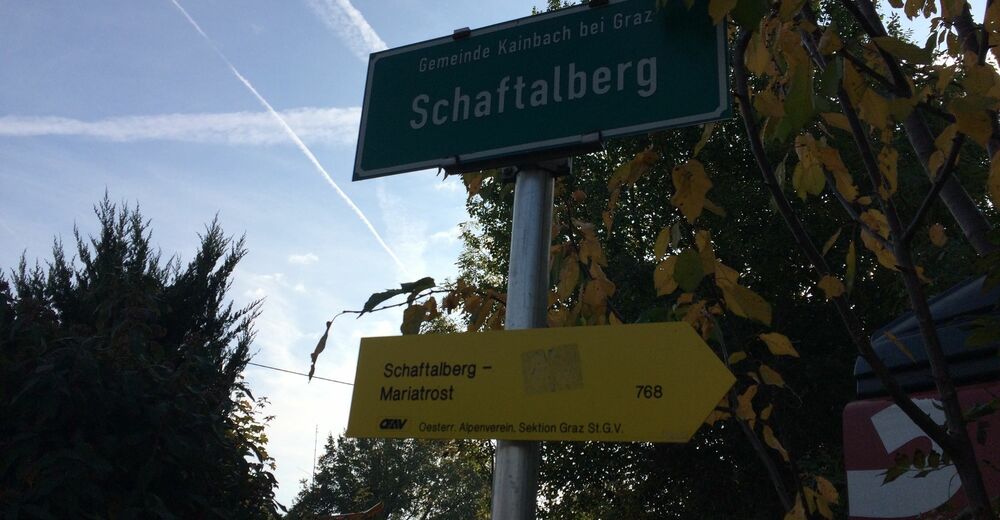 Gemeinde Kainbach bei Graz
Schaftalberg
Schaftalberg –
Mariatrost
768
OEAV Oesterr. Alpenverein, Sektion Graz St.G.V.